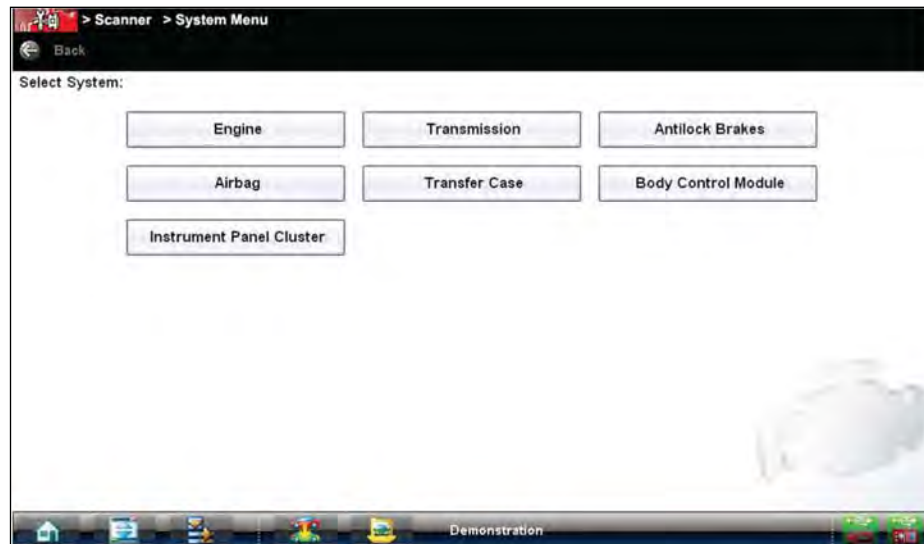 > Scanner > System Menu
Back
Select System:
Engine Transmission Antilock Brakes
Airbag Transfer Case Body Control Module
Instrument Panel Cluster
Demonstration